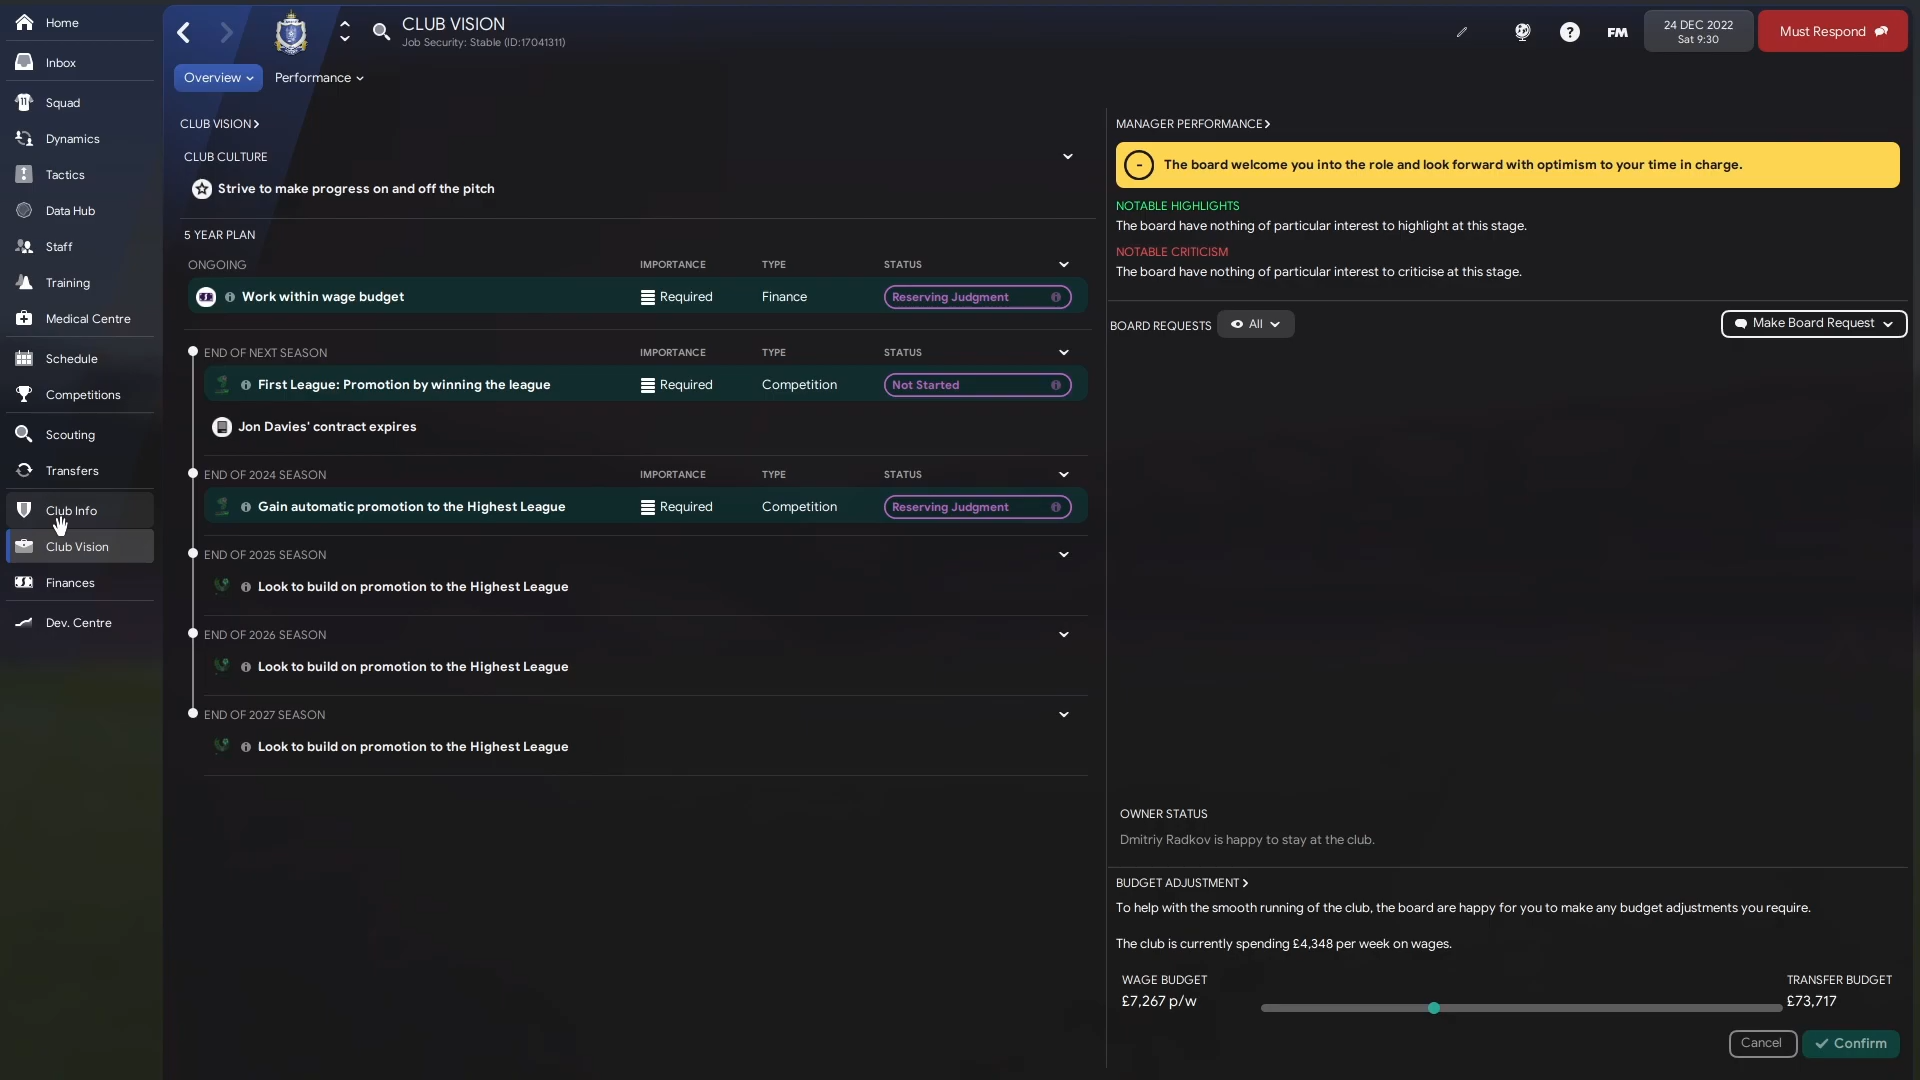 Home
Inbox
Squad
Dynamics
Tactics
Data Hub
Staff
Training
Medical Centre
Schedule
Competitions
Scouting
Transfers
Club Info
Club Vision
Finances
Dev. Centre
CLUB VISION
Job Security: Stable (ID:17041311)
FM
24 DEC 2022
Sat 9:30
Must Respond
Overview
Performance
CLUB VISION
CLUB CULTURE
Strive to make progress on and off the pitch
5 YEAR PLAN
ONGOING IMPORTANCE TYPE STATUS
Work within wage budget Required Finance Reserving Judgment
END OF NEXT SEASON IMPORTANCE TYPE STATUS
First League: Promotion by winning the league Required Competition Not Started
Jon Davies' contract expires
END OF 2024 SEASON IMPORTANCE TYPE STATUS
Gain automatic promotion to the Highest League Required Competition Reserving Judgment
END OF 2025 SEASON
Look to build on promotion to the Highest League
END OF 2026 SEASON
Look to build on promotion to the Highest League
END OF 2027 SEASON
Look to build on promotion to the Highest League
MANAGER PERFORMANCE
The board welcome you into the role and look forward with optimism to your time in charge.
NOTABLE HIGHLIGHTS
The board have nothing of particular interest to highlight at this stage.
NOTABLE CRITICISM
The board have nothing of particular interest to criticise at this stage.
BOARD REQUESTS All Make Board Request
OWNER STATUS
Dmitriy Radkov is happy to stay at the club.
BUDGET ADJUSTMENT
To help with the smooth running of the club, the board are happy for you to make any budget adjustments you require.
The club is currently spending £4,348 per week on wages.
WAGE BUDGET TRANSFER BUDGET
£7,267 p/w £73,717
Cancel Confirm